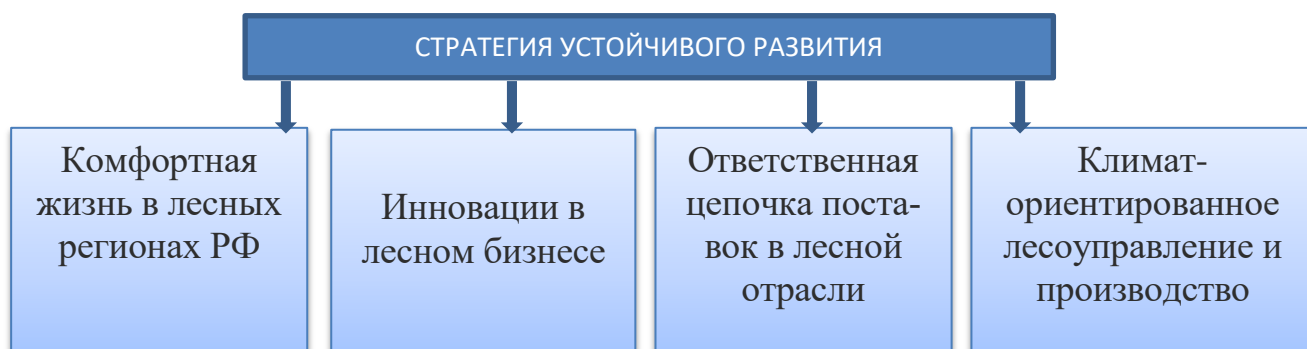 СТРАТЕГИЯ УСТОЙЧИВОГО РАЗВИТИЯ
Комфортная
жизнь в лесных
регионах РФ
Инновации в
лесном бизнесе
Ответственная
цепочка поста-
вок в лесной
отрасли
Климат-
ориентированное
лесоуправление и
производство